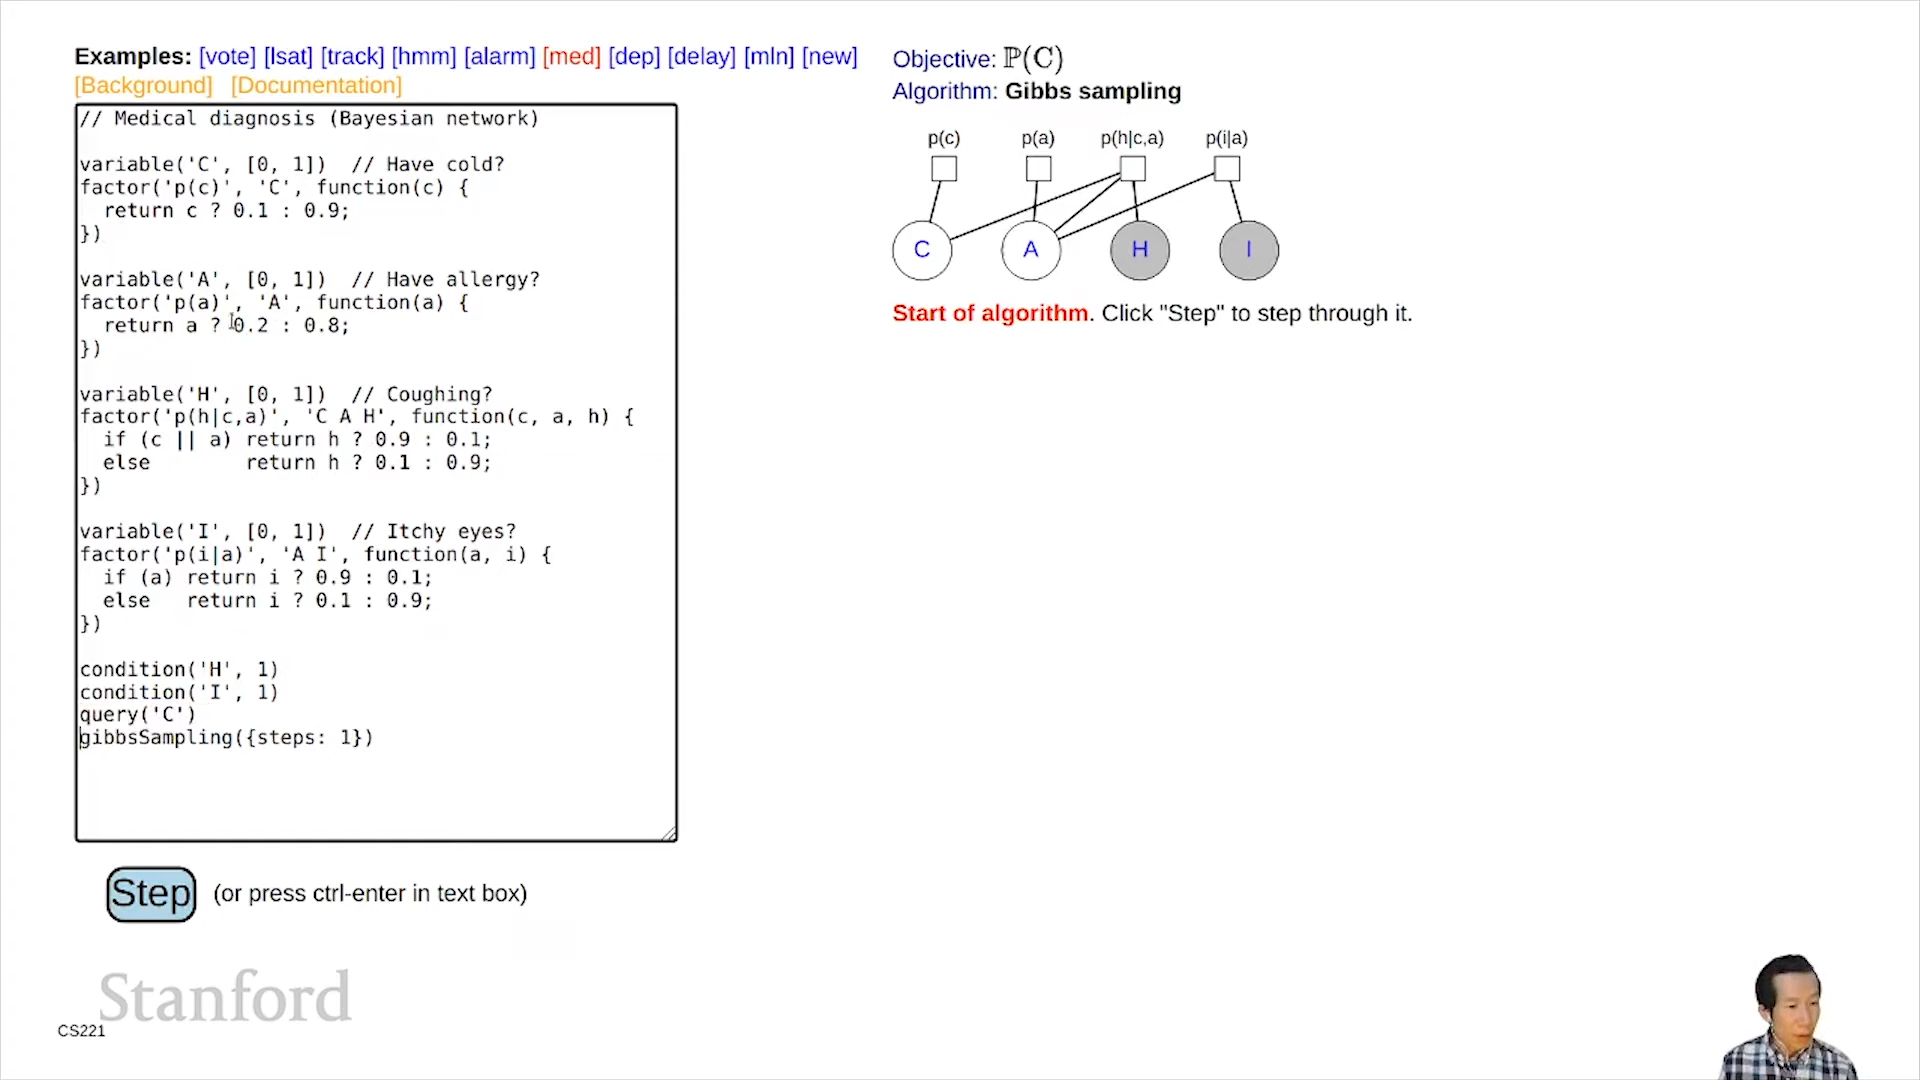 Examples: [vote] [lsat] [track] [hmm] [alarm] [med] [dep] [delay] [mln] [new]
[Background] [Documentation]
// Medical diagnosis (Bayesian network)
variable('C', [0, 1])  // Have cold?
factor('p(c)', 'C', function(c) {
  return c ? 0.1 : 0.9;
})
variable('A', [0, 1])  // Have allergy?
factor('p(a)', 'A', function(a) {
  return a ? 0.2 : 0.8;
})
variable('H', [0, 1])  // Coughing?
factor('p(h|c,a)', 'C A H', function(c, a, h) {
  if (c || a) return h ? 0.9 : 0.1;
  else        return h ? 0.1 : 0.9;
})
variable('I', [0, 1])  // Itchy eyes?
factor('p(i|a)', 'A I', function(a, i) {
  if (a) return i ? 0.9 : 0.1;
  else   return i ? 0.1 : 0.9;
})
condition('H', 1)
condition('I', 1)
query('C')
gibbsSampling({steps: 1})
Step (or press ctrl-enter in text box)
Objective: ℙ(C)
Algorithm: Gibbs sampling
p(c) p(a) p(h|c,a) p(i|a)
C A H I
Start of algorithm. Click "Step" to step through it.
Stanford
CS221